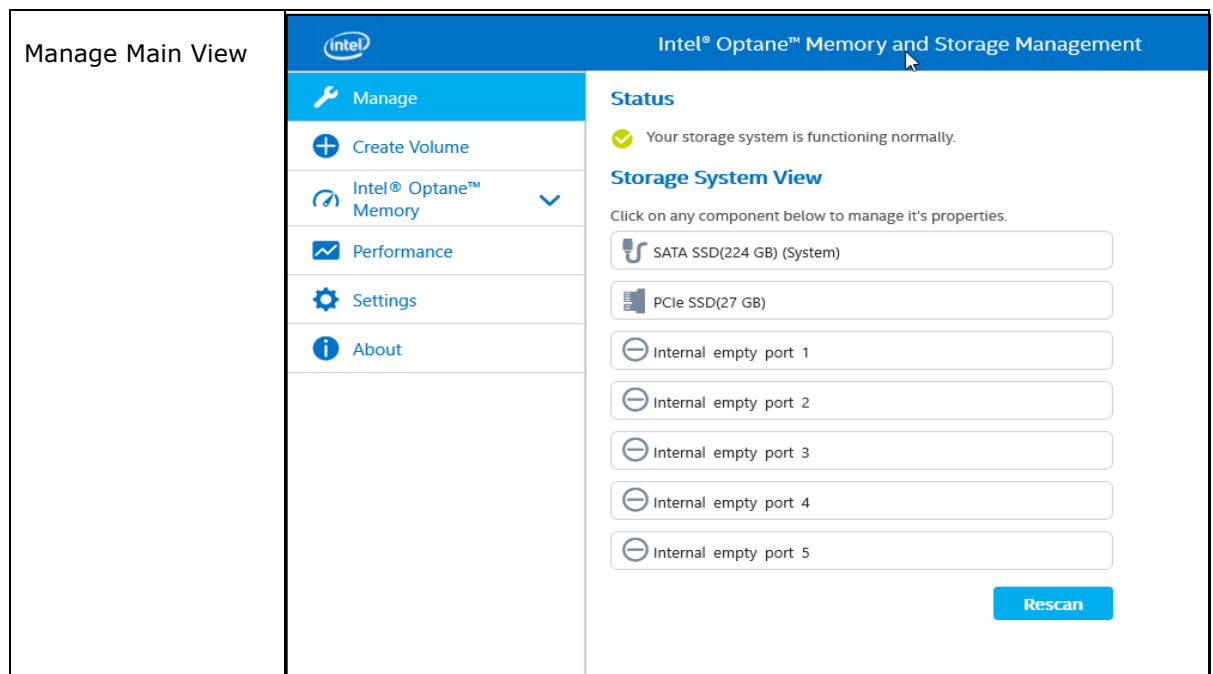 Manage Main View
intel
Intel® Optane™ Memory and Storage Management
Manage
Create Volume
Intel® Optane™
Memory
Performance
Settings
About
Status
Your storage system is functioning normally.
Storage System View
Click on any component below to manage it's properties.
SATA SSD(224 GB) (System)
PCIe SSD(27 GB)
Internal empty port 1
Internal empty port 2
Internal empty port 3
Internal empty port 4
Internal empty port 5
Rescan